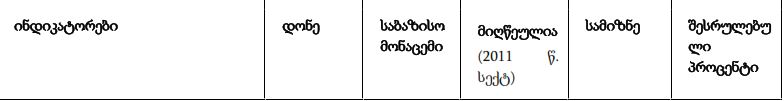 ინდიკატორები
დონე
საბაზისო
მონაცემი
მიღწეულია
(2011 წ.
სექტ)
სამიზნე
შესრულებუ
ლი
პროცენტი